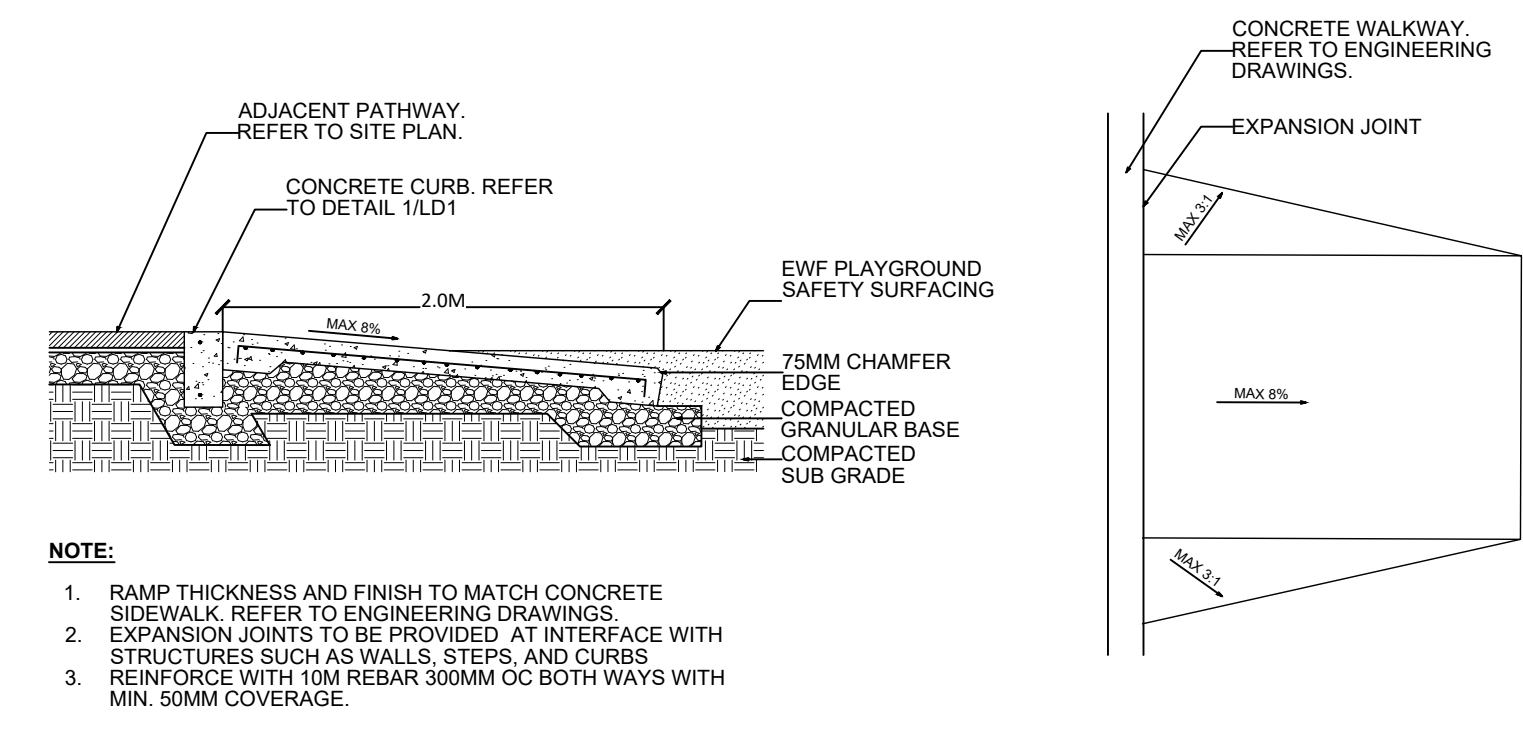 ADJACENT PATHWAY.
REFER TO SITE PLAN.
CONCRETE CURB. REFER
TO DETAIL 1/LD1
2.0M
MAX 8%
EWF PLAYGROUND
SAFETY SURFACING
75MM CHAMFER
EDGE
COMPACTED
GRANULAR BASE
COMPACTED
SUB GRADE
NOTE:
1. RAMP THICKNESS AND FINISH TO MATCH CONCRETE
SIDEWALK. REFER TO ENGINEERING DRAWINGS.
2. EXPANSION JOINTS TO BE PROVIDED AT INTERFACE WITH
STRUCTURES SUCH AS WALLS, STEPS, AND CURBS
3. REINFORCE WITH 10M REBAR 300MM OC BOTH WAYS WITH
MIN. 50MM COVERAGE.
CONCRETE WALKWAY.
REFER TO ENGINEERING
DRAWINGS.
EXPANSION JOINT
MAX 3:1
MAX 8%
MAX 3:1